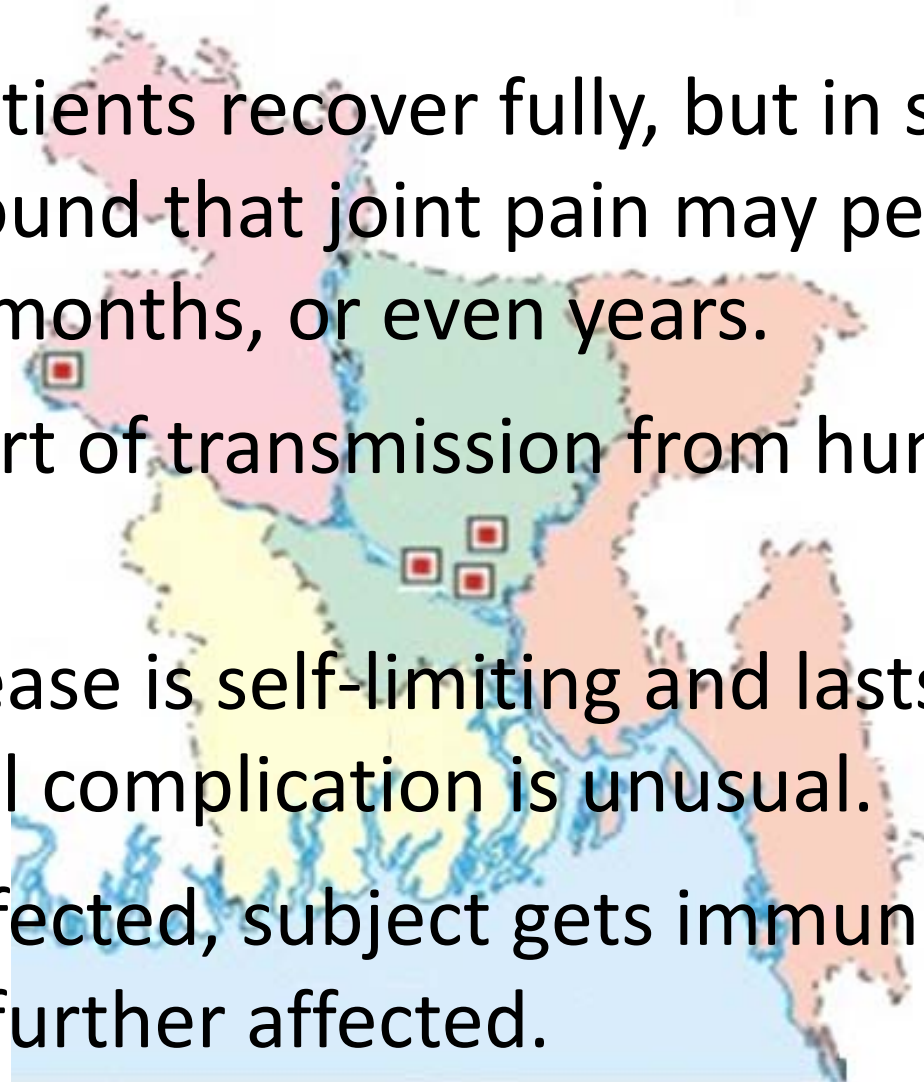 tients recover fully, but in s
ound that joint pain may pe
months, or even years.
rt of transmission from hur
ease is self-limiting and lasts
l complication is unusual.
fected, subject gets immun
further affected.